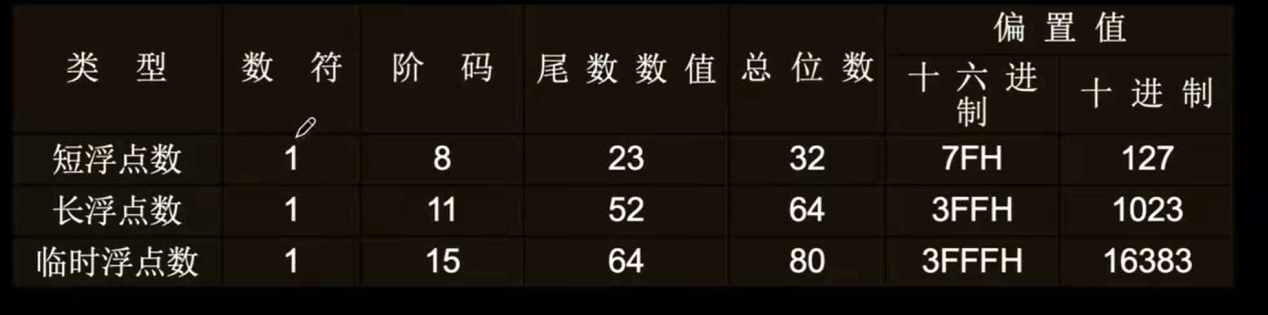 偏置值
类型 数符 阶码 尾数数值 总位数 十六进制 十进制
短浮点数 1 8 23 32 7FH 127
长浮点数 1 11 52 64 3FFH 1023
临时浮点数 1 15 64 80 3FFFH 16383